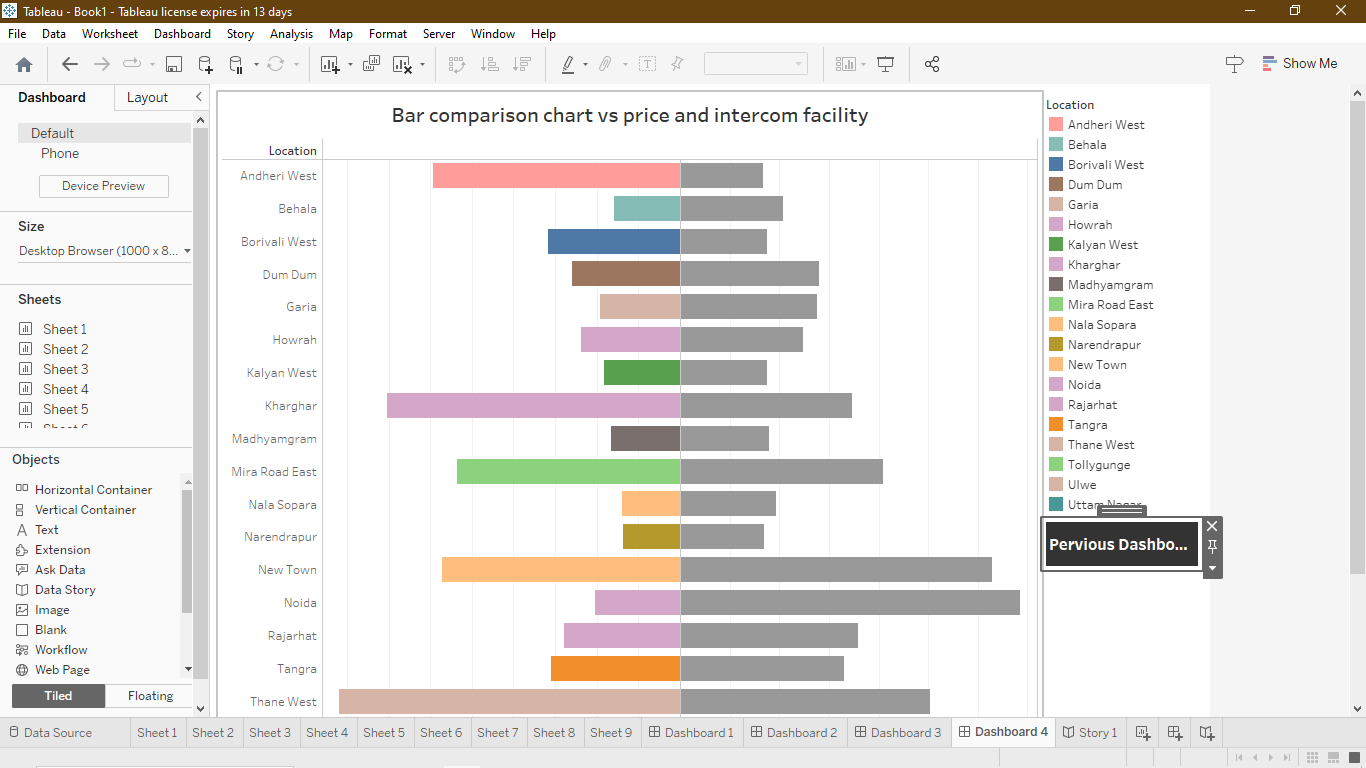 Tableau - Book1 - Tableau license expires in 13 days
File Data Worksheet Dashboard Story Analysis Map Format Server Window Help
Show Me
Dashboard Layout
Default
Phone
Device Preview
Size
Desktop Browser (1000 x 8...
Sheets
Sheet 1
Sheet 2
Sheet 3
Sheet 4
Sheet 5
Objects
Horizontal Container
Vertical Container
Text
Extension
Ask Data
Data Story
Image
Blank
Workflow
Web Page
Tiled Floating
Bar comparison chart vs price and intercom facility
Location
Andheri West
Behala
Borivali West
Dum Dum
Garia
Howrah
Kalyan West
Kharghar
Madhyamgram
Mira Road East
Nala Sopara
Narendrapur
New Town
Noida
Rajarhat
Tangra
Thane West
Location
Andheri West
Behala
Borivali West
Dum Dum
Garia
Howrah
Kalyan West
Kharghar
Madhyamgram
Mira Road East
Nala Sopara
Narendrapur
New Town
Noida
Rajarhat
Tangra
Thane West
Tollygunge
Ulwe
Uttam Nagar
Pervious Dashbo...
Data Source Sheet 1 Sheet 2 Sheet 3 Sheet 4 Sheet 5 Sheet 6 Sheet 7 Sheet 8 Sheet 9 Dashboard 1 Dashboard 2 Dashboard 3 Dashboard 4 Story 1